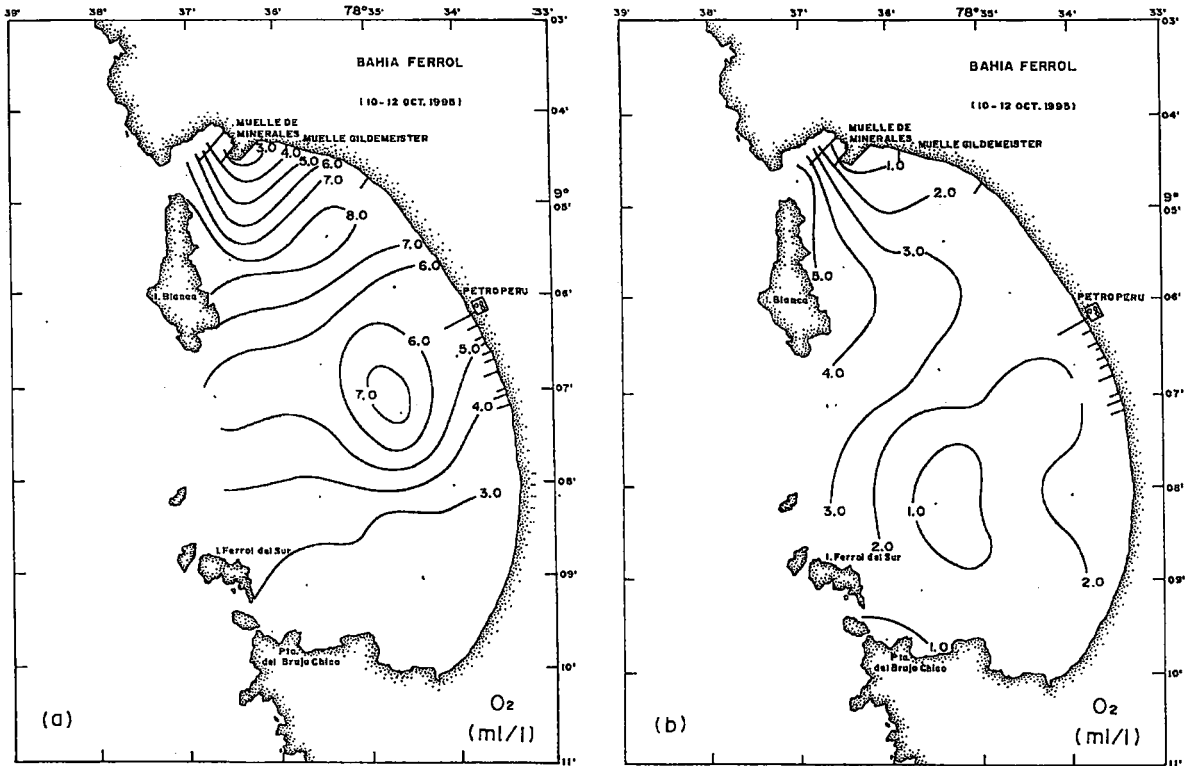 39'
38'
37'
36'
78°35'
34'
33'
03'
BAHIA FERROL
(10-12 OCT. 1995)
04'
MUELLE DE
MINERALES
MUELLE GILDEMEISTER
3.0
4.0
5.0
6.0
7.0
9°
05'
8.0
7.0
6.0
I. Blanca
PETROPERU
06'
6.0
5.0
7.0
07'
4.0
3.0
08'
I. Ferrol del Sur
09'
Pta.
del Brujo Chico
10'
O₂
(a)
(ml/l)
11'
39'
38'
37'
36'
78°35'
34'
33'
03'
BAHIA FERROL
(10-12 OCT. 1995)
04'
MUELLE DE
MINERALES
MUELLE GILDEMEISTER
1.0
2.0
9°
05'
3.0
5.0
I. Blanca
PETROPERU
06'
4.0
07'
3.0
1.0
08'
2.0
I. Ferrol del Sur
2.0
09'
1.0
Pta.
del Brujo Chico
10'
O₂
(b)
(ml/l)
11'